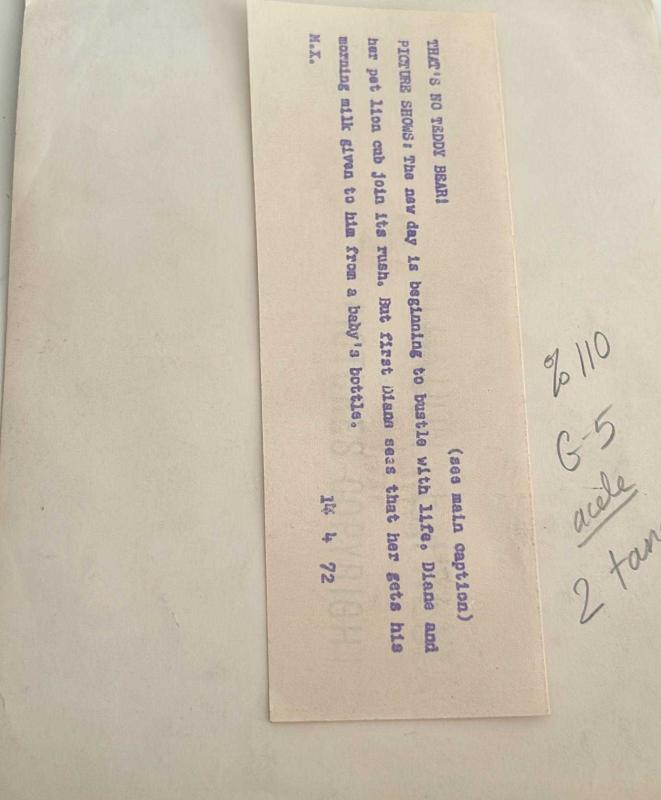 THAT'S NO TEDDY BEAR!
(see main caption)
PICTURE SHOWS: The new day is beginning to bustle with life. Diane and
her pet lion cub join its rush. But first Diane sees that her gets his
morning milk given to him from a baby's bottle.
M.X. 14 4 72
% 110
G-5
2 tan